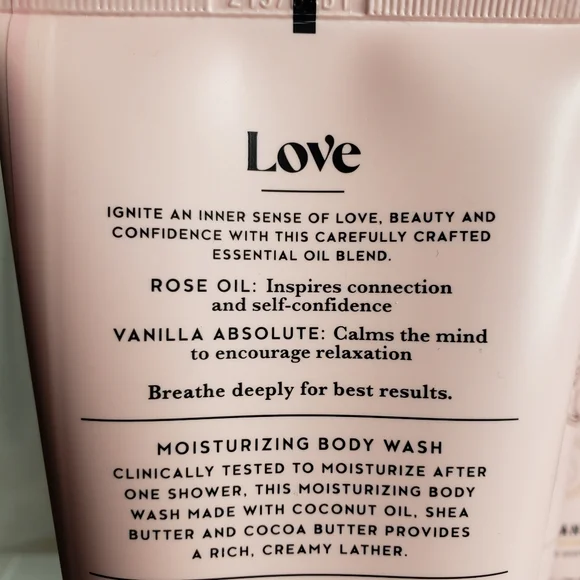 Love
IGNITE AN INNER SENSE OF LOVE, BEAUTY AND
CONFIDENCE WITH THIS CAREFULLY CRAFTED
ESSENTIAL OIL BLEND.
ROSE OIL: Inspires connection
and self-confidence
VANILLA ABSOLUTE: Calms the mind
to encourage relaxation
Breathe deeply for best results.
MOISTURIZING BODY WASH
CLINICALLY TESTED TO MOISTURIZE AFTER
ONE SHOWER, THIS MOISTURIZING BODY
WASH MADE WITH COCONUT OIL, SHEA
BUTTER AND COCOA BUTTER PROVIDES
A RICH, CREAMY LATHER.